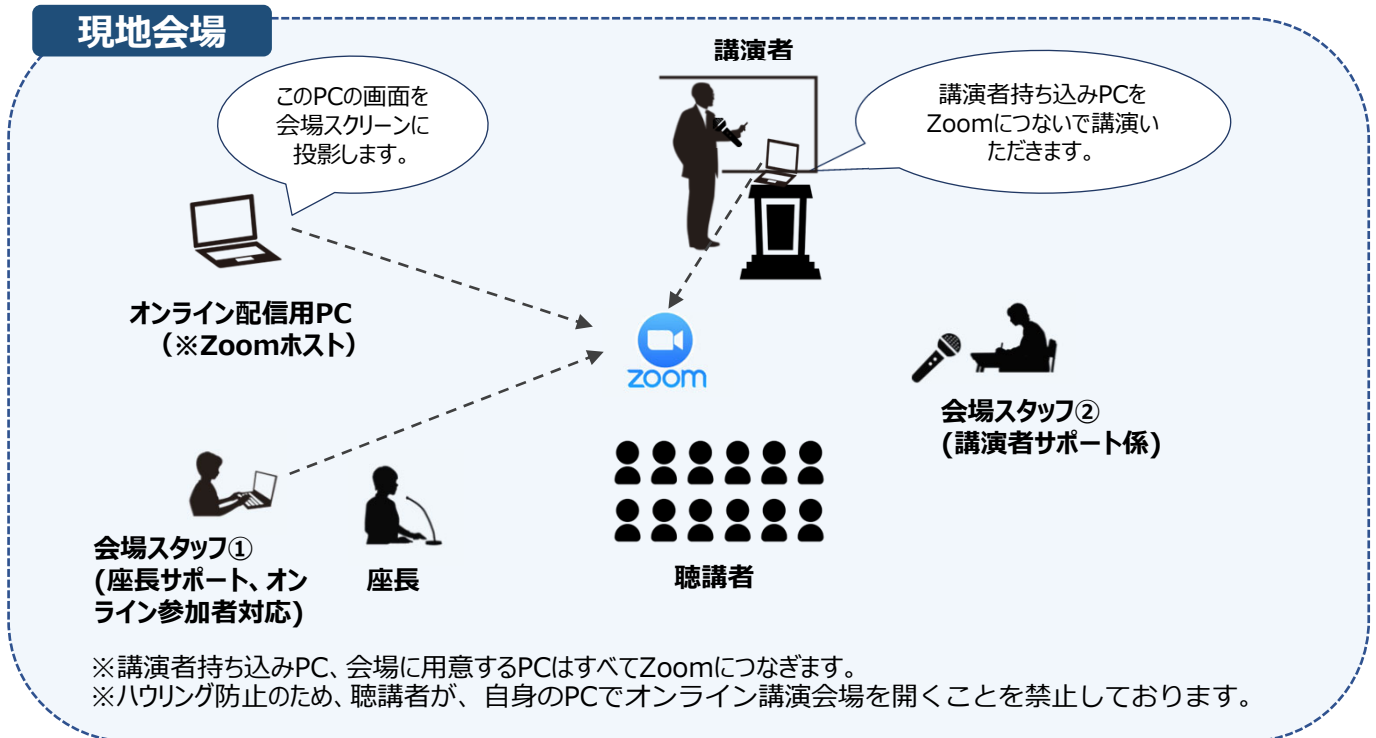 現地会場
講演者
このPCの画面を
会場スクリーンに
投影します。
講演者持ち込みPCを
Zoomにつないで講演い
ただきます。
オンライン配信用PC
（※Zoomホスト）
zoom
会場スタッフ②
(講演者サポート係)
会場スタッフ①
(座長サポート、オン
ライン参加者対応)
座長
聴講者
※講演者持ち込みPC、会場に用意するPCはすべてZoomにつなぎます。
※ハウリング防止のため、聴講者が、自身のPCでオンライン講演会場を開くことを禁止しております。